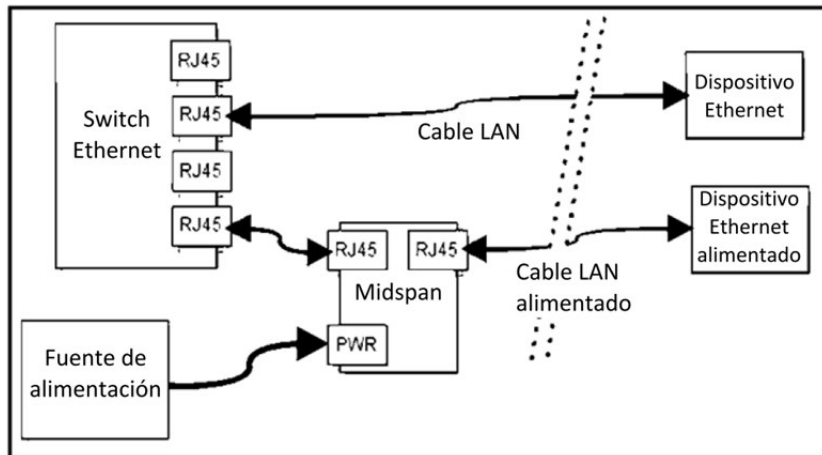 RJ45
RJ45
RJ45
RJ45
Switch
Ethernet
Cable LAN
Dispositivo
Ethernet
RJ45
RJ45
Midspan
PWR
Cable LAN
alimentado
Dispositivo
Ethernet
alimentado
Fuente de
alimentación